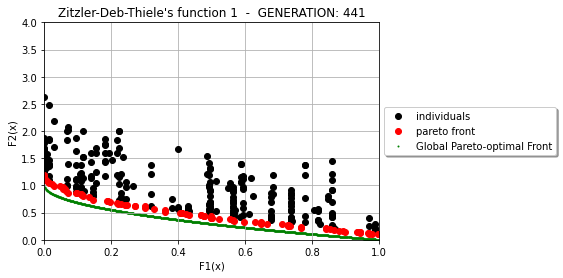 Zitzler-Deb-Thiele's function 1 - GENERATION: 441
4.0
3.5
3.0
2.5
2.0
1.5
1.0
0.5
0.0
F2(x)
0.0 0.2 0.4 0.6 0.8 1.0
F1(x)
individuals
pareto front
Global Pareto-optimal Front